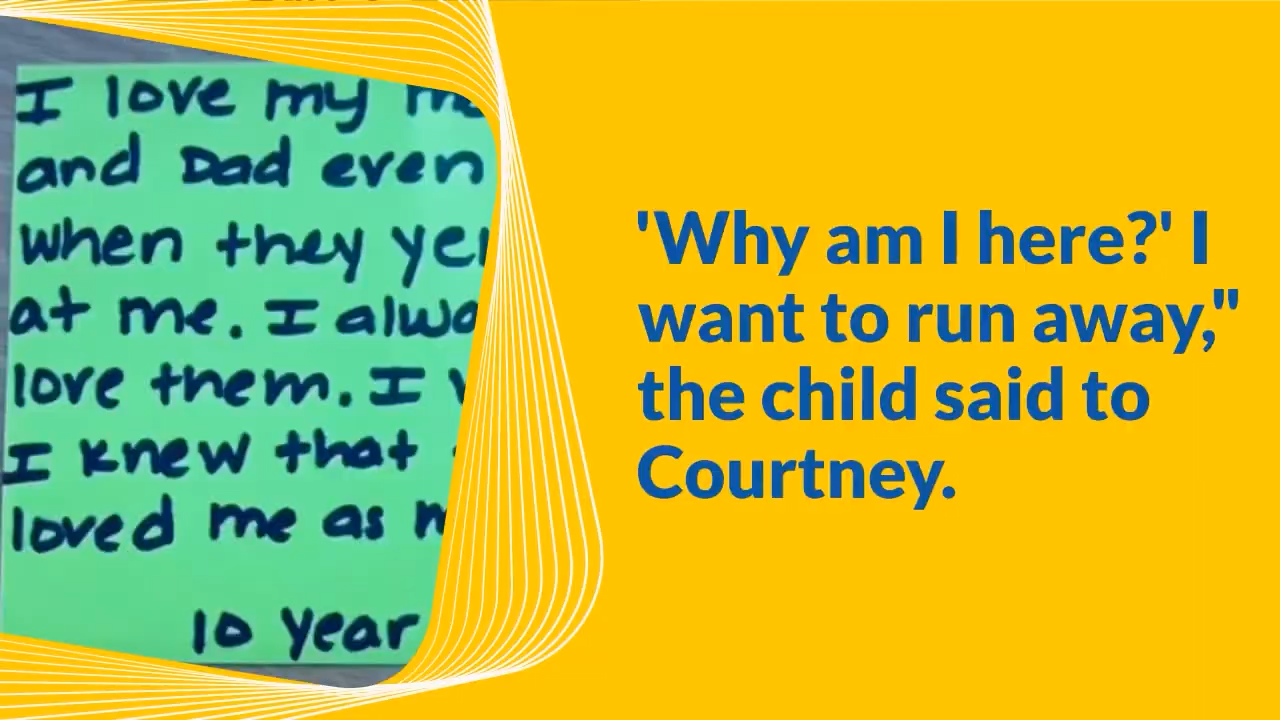 I love my
and Dad even
when they
at me. I
love them. I
I knew that
loved me as
10 year
'Why am I here?' I
want to run away,"
the child said to
Courtney.